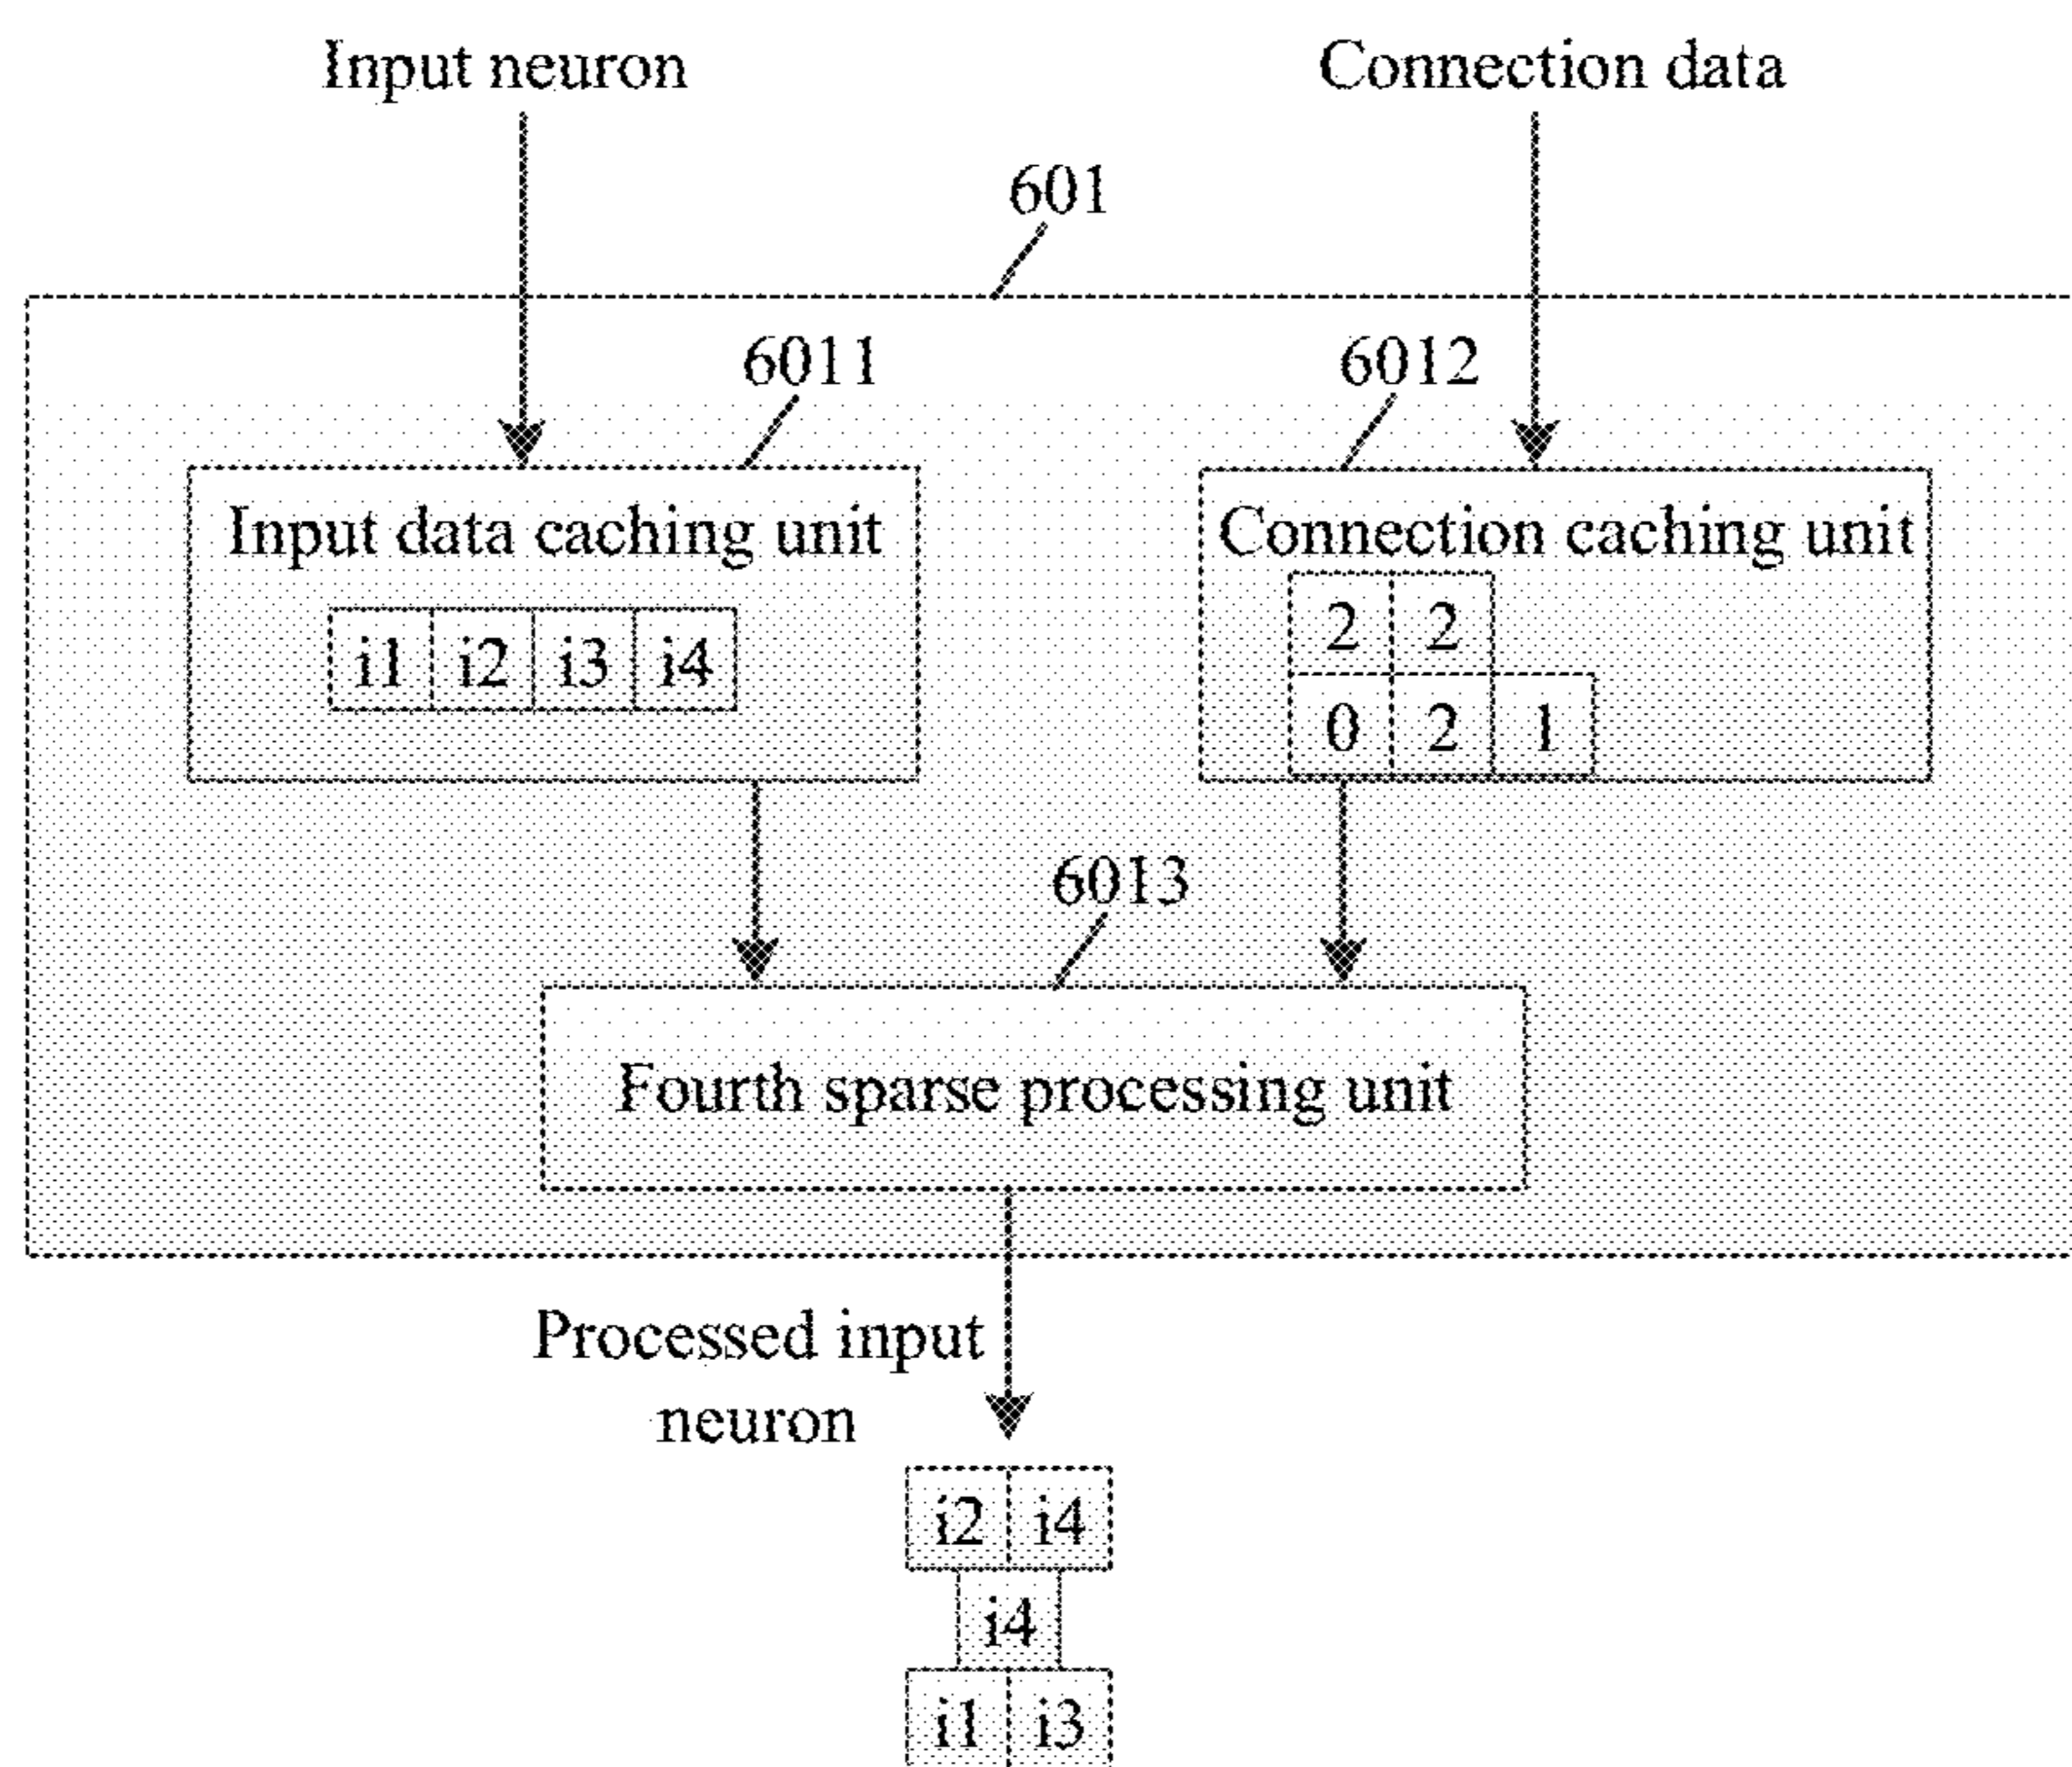 Input neuron
Connection data
601
6011
6012
Input data caching unit
i1 i2 i3 i4
Connection caching unit
2 2
0 2 1
6013
Fourth sparse processing unit
Processed input
neuron
i2 i4
i4
i1 i3